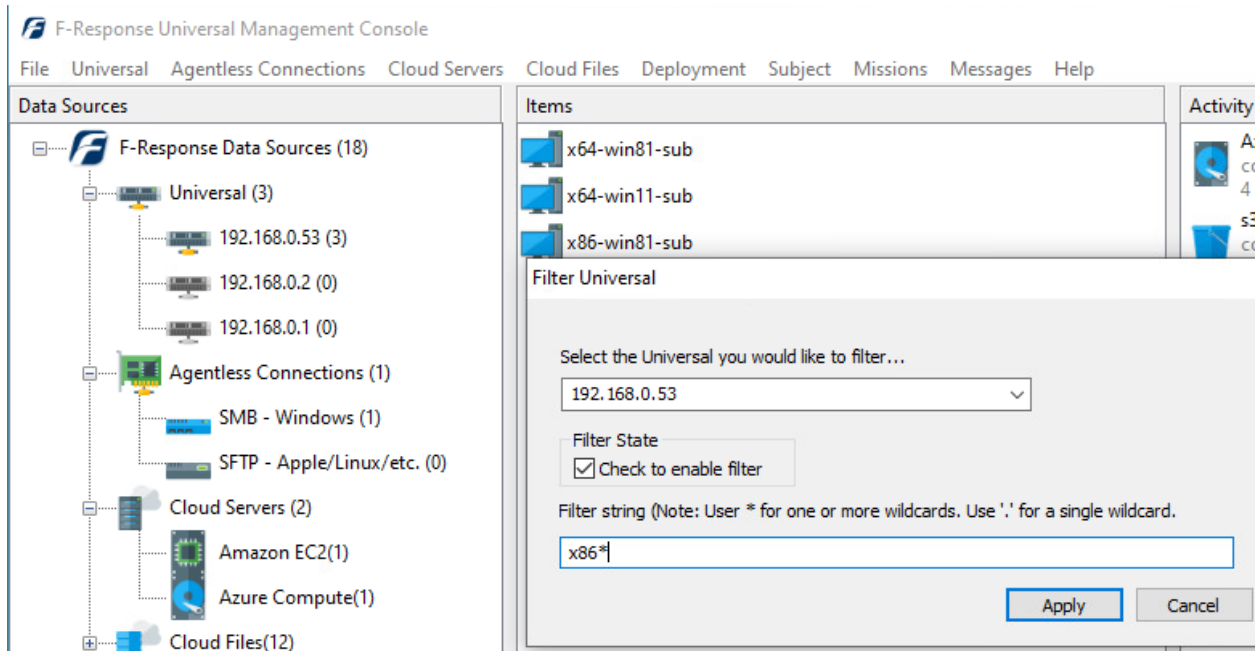 F-Response Universal Management Console
File Universal Agentless Connections Cloud Servers Cloud Files Deployment Subject Missions Messages Help
Data Sources
F-Response Data Sources (18)
Universal (3)
192.168.0.53 (3)
192.168.0.2 (0)
192.168.0.1 (0)
Agentless Connections (1)
SMB - Windows (1)
SFTP - Apple/Linux/etc. (0)
Cloud Servers (2)
Amazon EC2(1)
Azure Compute(1)
Cloud Files(12)
Items
x64-win81-sub
x64-win11-sub
x86-win81-sub
Activity
4
Filter Universal
Select the Universal you would like to filter...
192.168.0.53
Filter State
Check to enable filter
Filter string (Note: User * for one or more wildcards. Use '.' for a single wildcard.
x86*
Apply Cancel